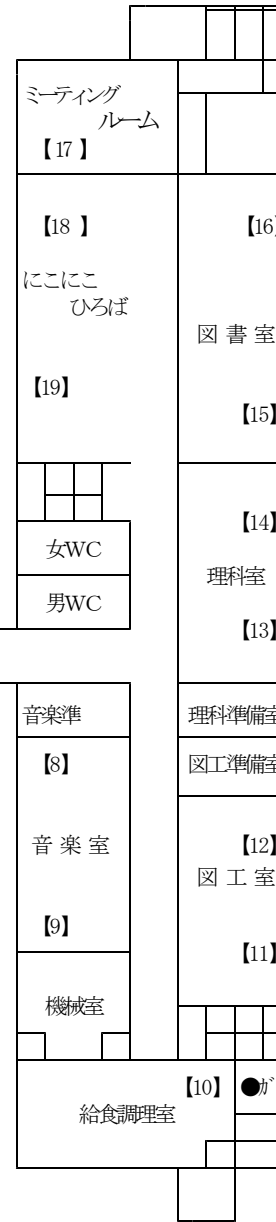 ミーティング
ルーム
【17 】
【18 】
【16】
にこにこ
ひろば
図 書 室
【19】
【15】
【14】
女WC
理科室
男WC
【13】
音楽準
理科準備室
【8】
図工準備室
音 楽 室
【12】
図 工 室
【9】
【11】
機械室
【10】
●ガ
給食調理室